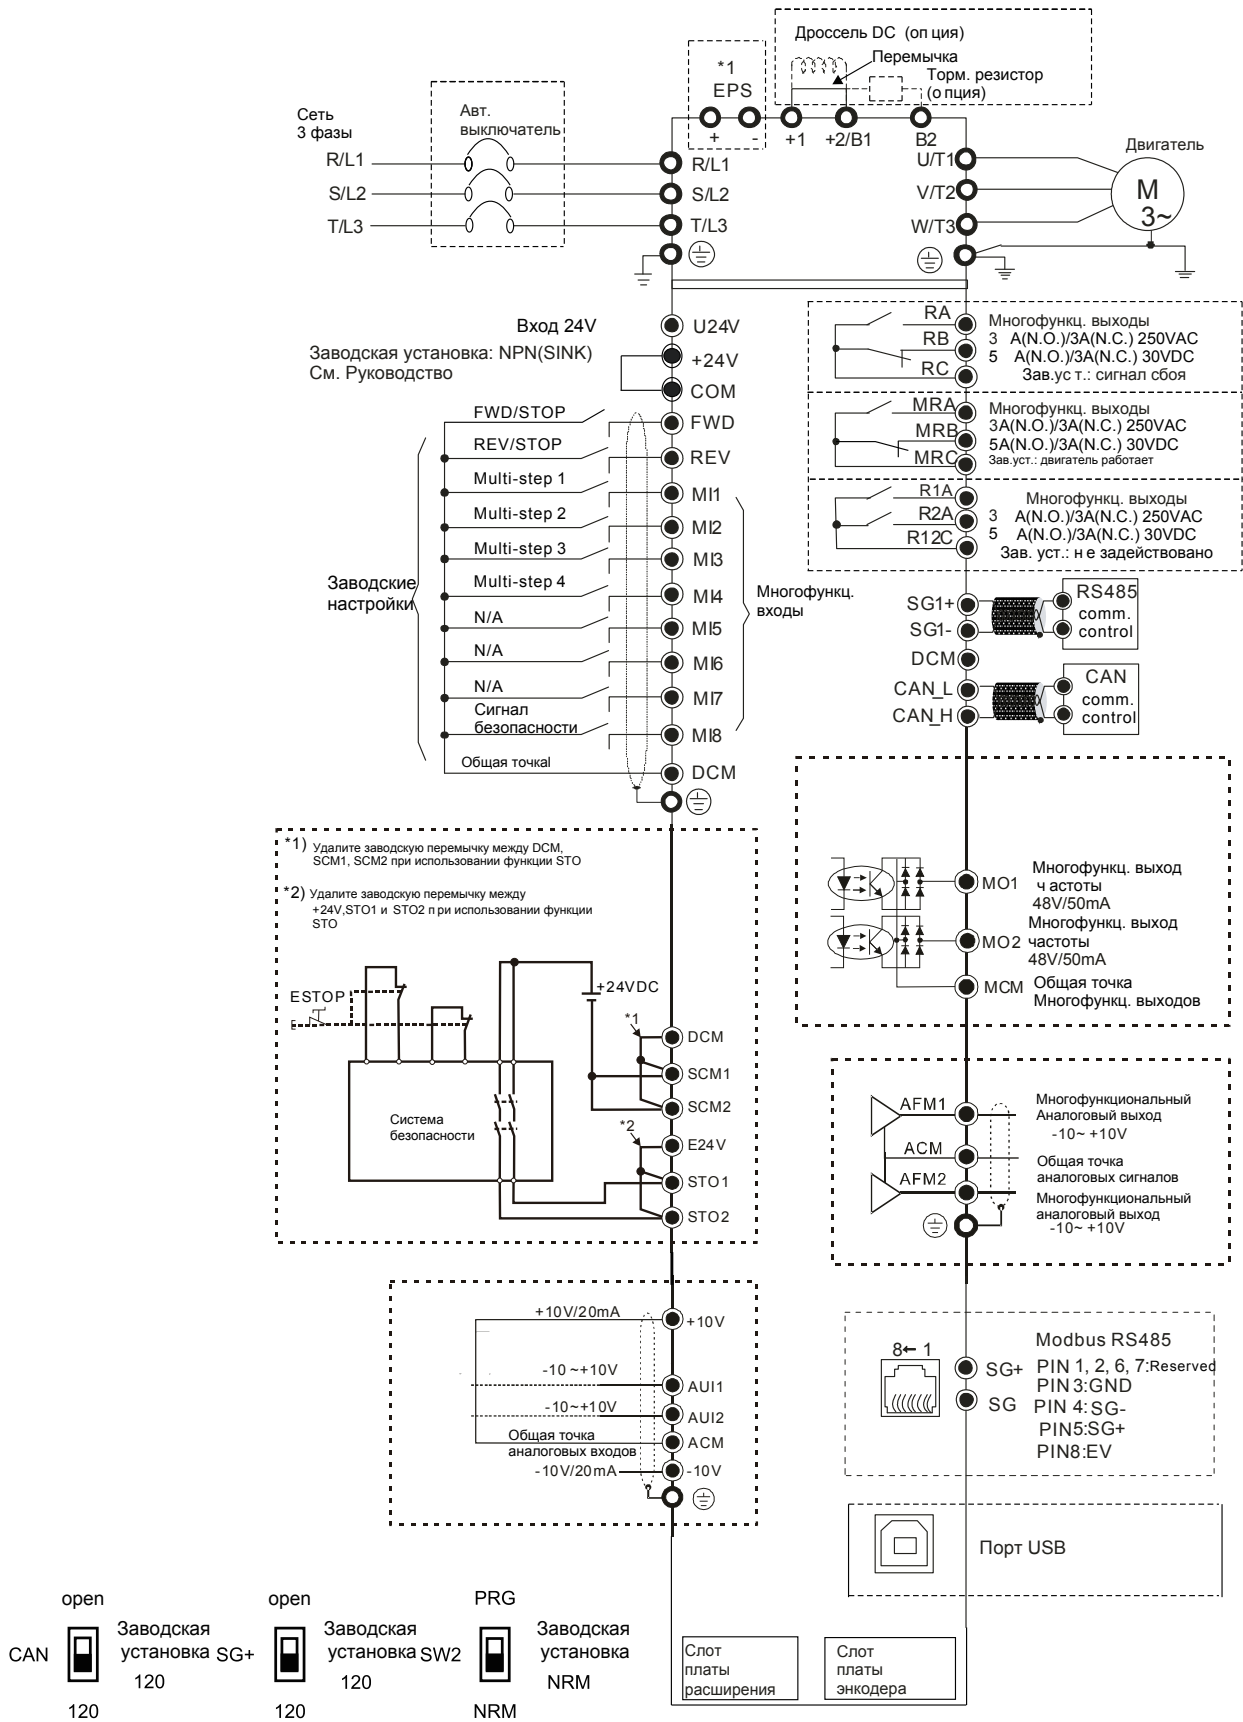 Дроссель DC (оп ция)
Перемычка
Торм. резистор
(о пция)
*1
EPS
+
-
+1
+2/B1
B2
Сеть
3 фазы
Авт.
выключатель
R/L1
S/L2
T/L3
R/L1
S/L2
T/L3
U/T1
V/T2
W/T3
Двигатель
M
3~
Вход 24V
Заводская установка: NPN(SINK)
См. Руководство
U24V
+24V
COM
FWD/STOP
FWD
REV/STOP
REV
Multi-step 1
MI1
Multi-step 2
MI2
Multi-step 3
MI3
Multi-step 4
MI4
N/A
MI5
N/A
MI6
N/A
MI7
Сигнал
безопасности
MI8
Общая точкаl
DCM
Заводские
настройки
Многофункц.
входы
RA
RB
RC
Многофункц. выходы
3 A(N.O.)/3A(N.C.) 250VAC
5 A(N.O.)/3A(N.C.) 30VDC
Зав.ус т.: сигнал сбоя
MRA
MRB
MRC
Многофункц. выходы
3A(N.O.)/3A(N.C.) 250VAC
5A(N.O.)/3A(N.C.) 30VDC
Зав.уст.: двигатель работает
R1A
R2A
R12C
Многофункц. выходы
3 A(N.O.)/3A(N.C.) 250VAC
5 A(N.O.)/3A(N.C.) 30VDC
Зав. уст.: н е задействовано
SG1+
SG1-
DCM
CAN_L
CAN_H
RS485
comm.
control
CAN
comm.
control
MO1
Многофункц. выход
ч астоты
48V/50mA
MO2
Многофункц. выход
частоты
48V/50mA
MCM
Общая точка
Многофункц. выходов
*1) Удалите заводскую перемычку между DCM,
SCM1, SCM2 при использовании функции STO
*2) Удалите заводскую перемычку между
+24V,STO1 и STO2 п ри использовании функции
STO
ESTOP
+24VDC
Система
безопасности
*1
DCM
SCM1
SCM2
*2
E24V
STO1
STO2
AFM1
ACM
AFM2
Многофункциональный
Аналоговый выход
-10~ +10V
Общая точка
аналоговых сигналов
Многофункциональный
аналоговый выход
-10~ +10V
+10V/20mA
+10V
-10 ~+10V
AUI1
-10~+10V
AUI2
Общая точка
аналоговых входов
ACM
-10V/20mA
-10V
8← 1
SG+
SG
Modbus RS485
PIN 1, 2, 6, 7:Reserved
PIN 3:GND
PIN 4:SG-
PIN5:SG+
PIN8:EV
Порт USB
CAN
open
120
Заводская
установка
120
SG+
open
120
Заводская
установка
120
SW2
PRG
NRM
Заводская
установка
NRM
Слот
платы
расширения
Слот
платы
энкодера